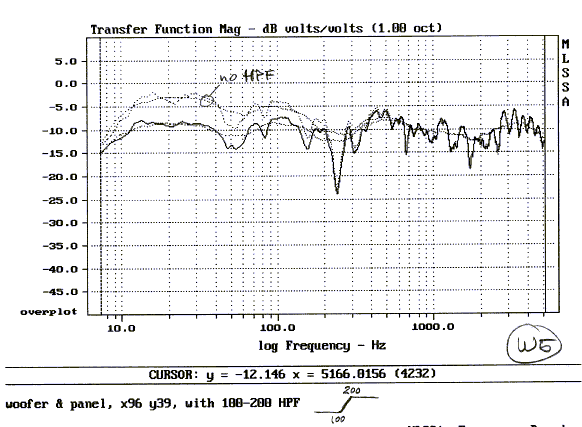 Transfer Function Mag - dB volts/volts (1.00 oct)
MLSSA
5.0
no HPF
0.0
-5.0
-10.0
-15.0
-20.0
-25.0
-30.0
-35.0
-40.0
-45.0
overplot
10.0 100.0 1000.0
log Frequency - Hz
W5
CURSOR: y = -12.146 x = 5166.0156 (4232)
200
woofer & panel, x96 y39, with 100-200 HPF
100